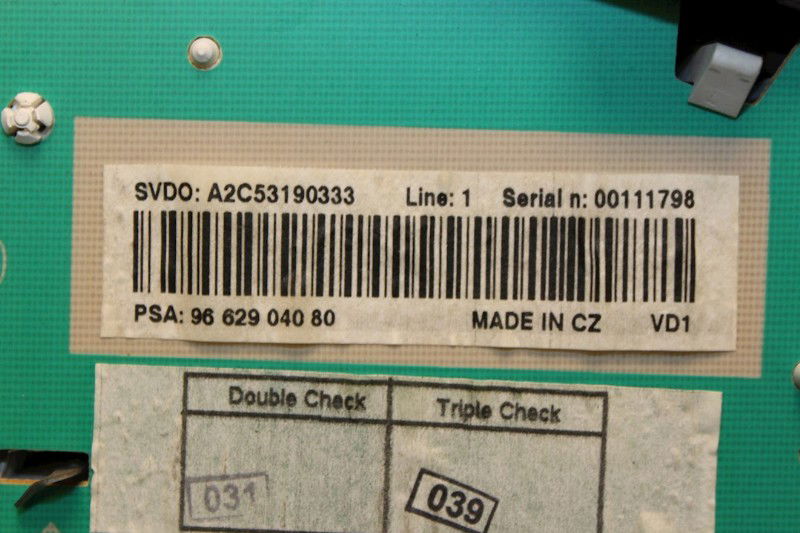 SVDO: A2C53190333 Line: 1 Serial n: 00111798
PSA: 96 629 040 80 MADE IN CZ VD1
Double Check Triple Check
031 039